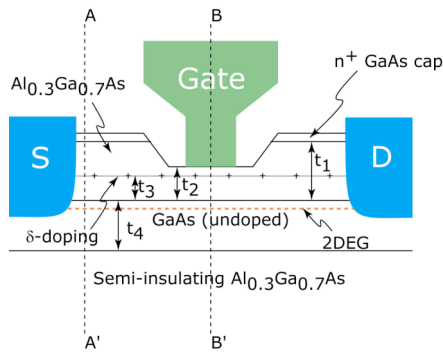 A
B
n⁺ GaAs cap
Al₀.₃Ga₀.₇As
Gate
S
D
t₁
t₂
t₃
GaAs (undoped)
δ-doping
t₄
2DEG
Semi-insulating Al₀.₃Ga₀.₇As
A'
B'